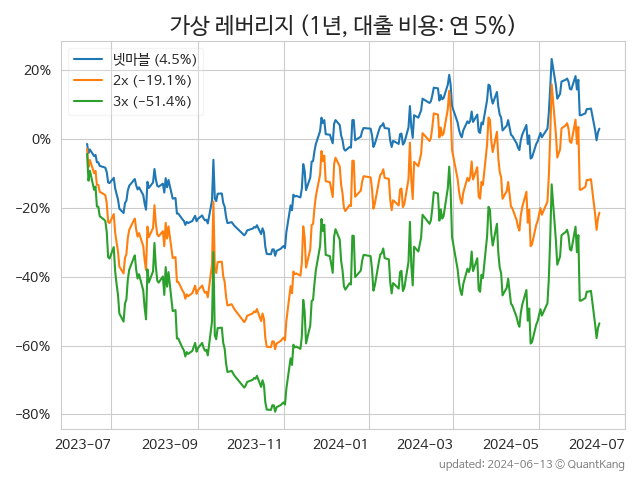 가상 레버리지 (1년, 대출 비용: 연 5%)
넷마블 (4.5%)
2x (−19.1%)
3x (−51.4%)
20%
0%
−20%
−40%
−60%
−80%
2023-07 2023-09 2023-11 2024-01 2024-03 2024-05 2024-07
updated: 2024-06-13 © QuantKang